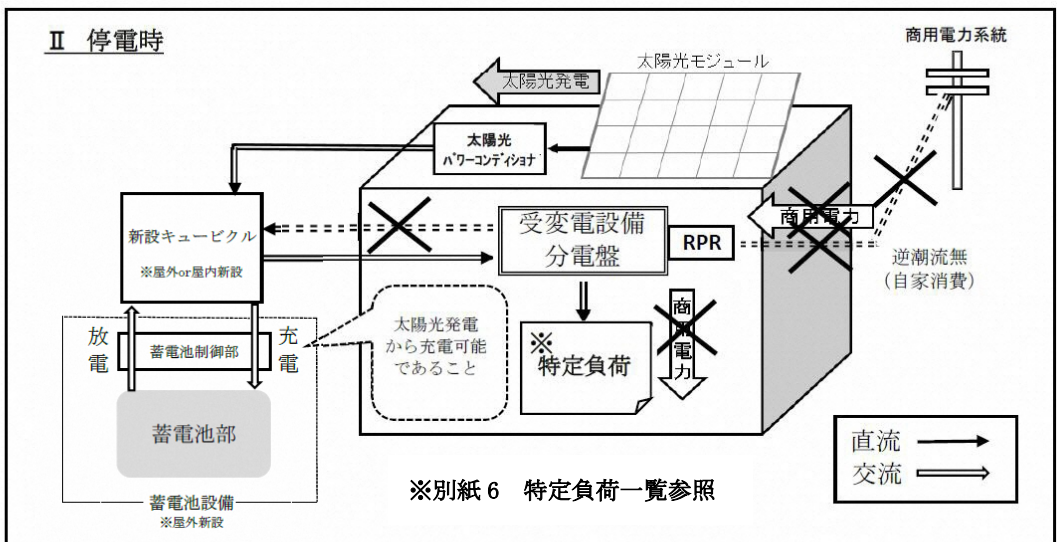 Ⅱ 停電時
商用電力系統
太陽光モジュール
太陽光発電
太陽光
パワーコンディショナ
商用電力
新設キュービクル
※屋外or屋内新設
受変電設備
分電盤
RPR
逆潮流無
（自家消費）
放電
蓄電池制御部
充電
太陽光発電
から充電可能
であること
※
特定負荷
商用電力
蓄電池部
直流
交流
蓄電池設備
※屋外新設
※別紙6 特定負荷一覧参照